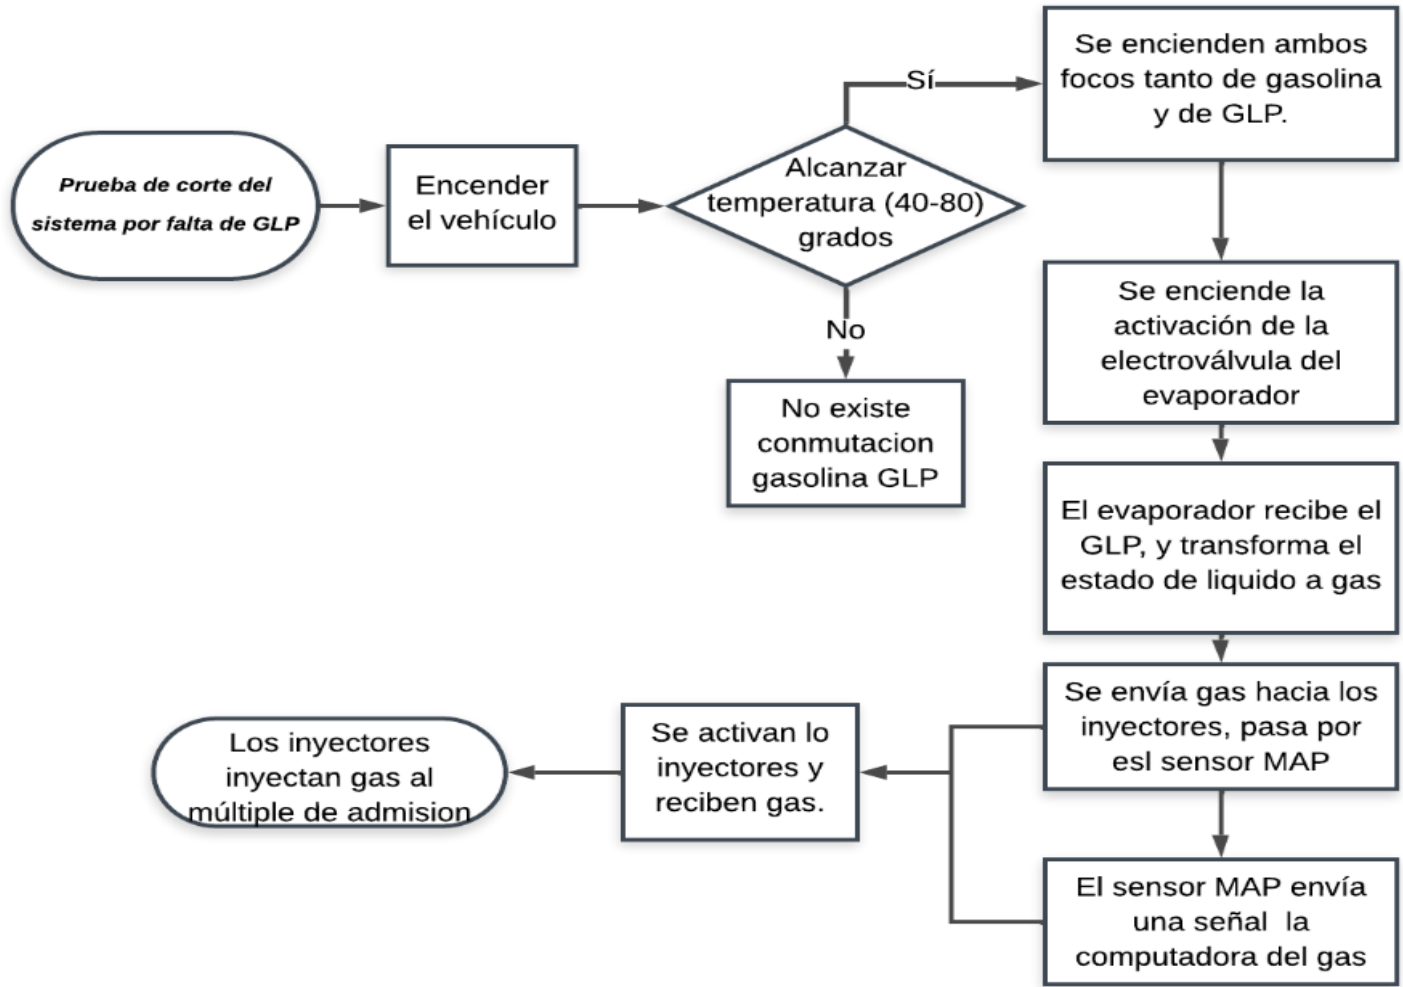 Prueba de corte del
sistema por falta de GLP
Encender
el vehículo
Alcanzar
temperatura (40-80)
grados
Sí
Se encienden ambos
focos tanto de gasolina
y de GLP.
No
No existe
conmutacion
gasolina GLP
Se enciende la
activación de la
electroválvula del
evaporador
El evaporador recibe el
GLP, y transforma el
estado de liquido a gas
Se envía gas hacia los
inyectores, pasa por
esl sensor MAP
El sensor MAP envía
una señal la
computadora del gas
Se activan lo
inyectores y
reciben gas.
Los inyectores
inyectan gas al
múltiple de admision